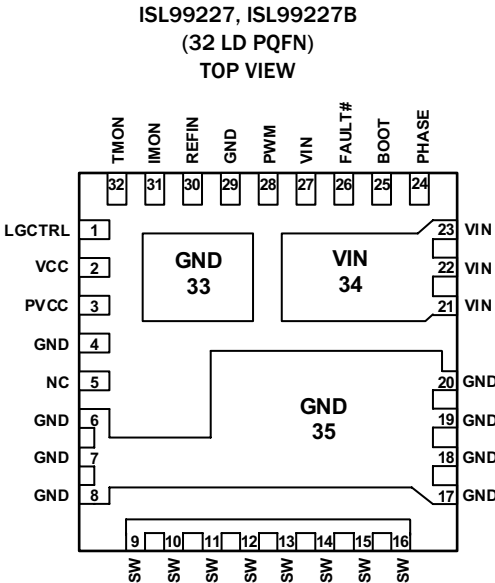 ISL99227, ISL99227B
(32 LD PQFN)
TOP VIEW
TMON
IMON
REFIN
GND
PWM
VIN
FAULT#
BOOT
PHASE
32 31 30 29 28 27 26 25 24
LGCTRL 1
VCC 2
PVCC 3
GND 4
NC 5
GND 6
GND 7
GND 8
GND
33
VIN
34
23 VIN
22 VIN
21 VIN
GND
35
20 GND
19 GND
18 GND
17 GND
9 10 11 12 13 14 15 16
SW SW SW SW SW SW SW SW